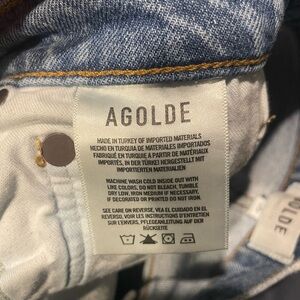 AGOLDE
MADE IN TURKEY OF IMPORTED MATERIALS
HECHO EN TURQUIA DE MATERIALES IMPORTADOS
FABRIQUÉ EN TURQUIE A PARTIR DE MATÉRIAUX
IMPORTÉS, IN DER TÜRKEI HERGESTELLT MIT
IMPORTIERTEN MATERIALIEN
MACHINE WASH COLD INSIDE OUT WITH
LIKE COLORS, DO NOT BLEACH, TUMBLE
DRY LOW, IRON MEDIUM IF NECESSARY.
IF DECORATED OR PRINTED DO NOT IRON.
SEE CARE ON REVERSE, VEA EL CUIDADO EN EL
REVERSO, VOIR LES INSTRUCTIONS D'ENTRETIEN
SUR L'ENVERS, PFLEGEANLEITUNG AUF DER
RÜCKSEITE
GOLDE